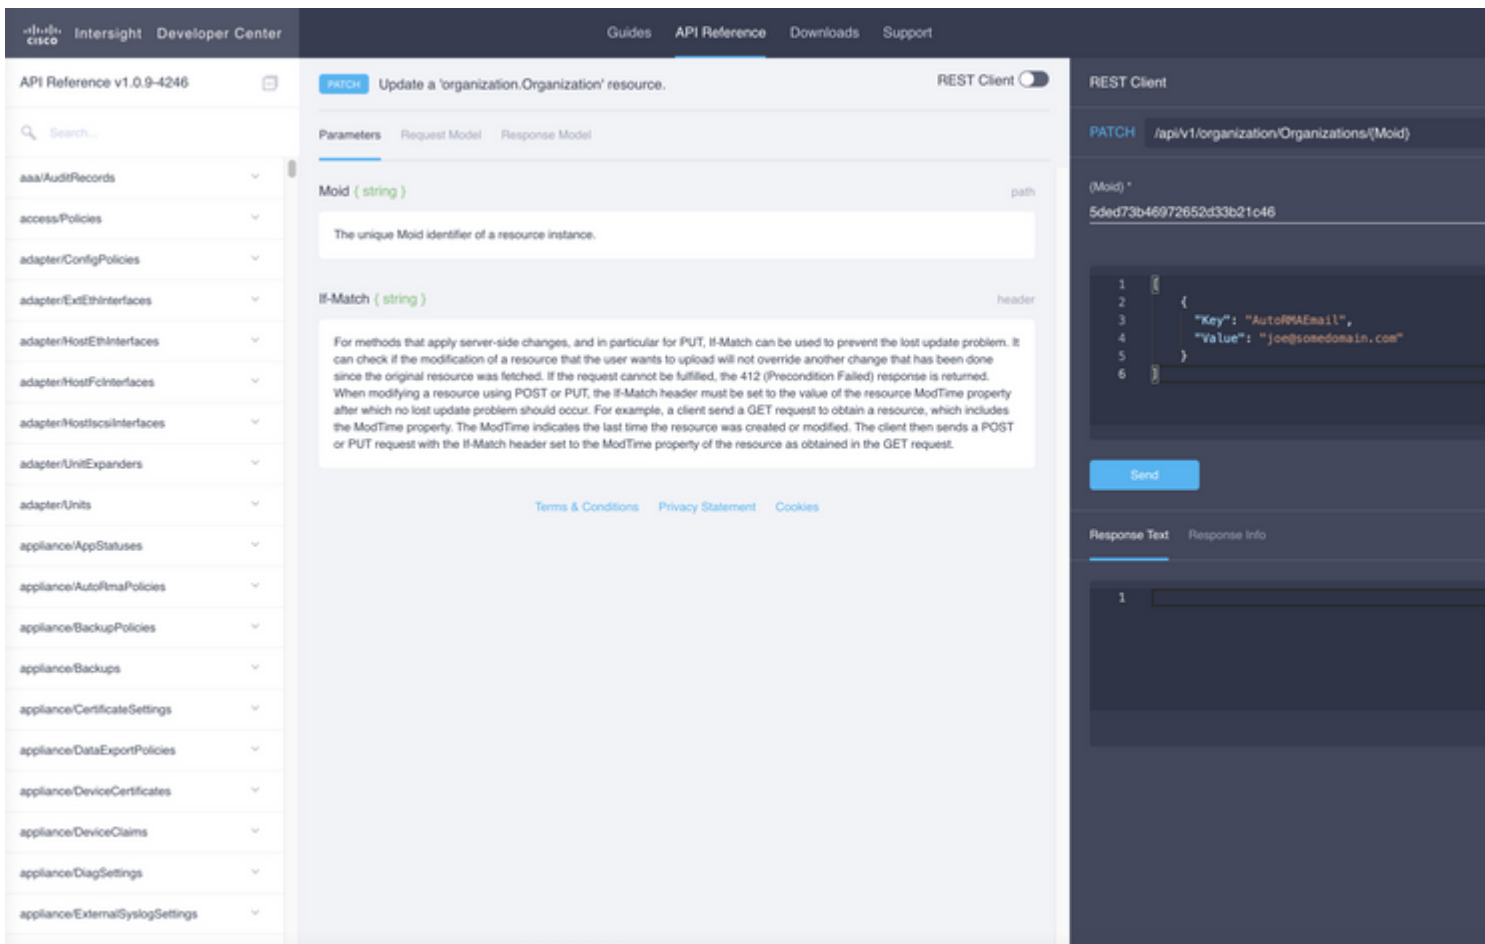 cisco Intersight Developer Center
Guides API Reference Downloads Support
API Reference v1.0.9-4246
Search...
aaa/AuditRecords
access/Policies
adapter/ConfigPolicies
adapter/ExtEthInterfaces
adapter/HostEthInterfaces
adapter/HostFcInterfaces
adapter/HostIscsiInterfaces
adapter/UnitExpanders
adapter/Units
appliance/AppStatuses
appliance/AutoRmaPolicies
appliance/BackupPolicies
appliance/Backups
appliance/CertificateSettings
appliance/DataExportPolicies
appliance/DeviceCertificates
appliance/DeviceClaims
appliance/DiagSettings
appliance/ExternalSyslogSettings
PATCH Update a 'organization.Organization' resource.
REST Client
Parameters Request Model Response Model
Moid { string } path
The unique Moid identifier of a resource instance.
If-Match { string } header
For methods that apply server-side changes, and in particular for PUT, If-Match can be used to prevent the lost update problem. It
can check if the modification of a resource that the user wants to upload will not override another change that has been done
since the original resource was fetched. If the request cannot be fulfilled, the 412 (Precondition Failed) response is returned.
When modifying a resource using POST or PUT, the If-Match header must be set to the value of the resource ModTime property
after which no lost update problem should occur. For example, a client send a GET request to obtain a resource, which includes
the ModTime property. The ModTime indicates the last time the resource was created or modified. The client then sends a POST
or PUT request with the If-Match header set to the ModTime property of the resource as obtained in the GET request.
Terms & Conditions Privacy Statement Cookies
REST Client
PATCH /api/v1/organization/Organizations/{Moid}
{Moid} *
5ded73b46972652d33b21c46
1 [
2 {
3 "Key": "AutoRMAEmail",
4 "Value": "joe@somedomain.com"
5 }
6 ]
Send
Response Text Response Info
1